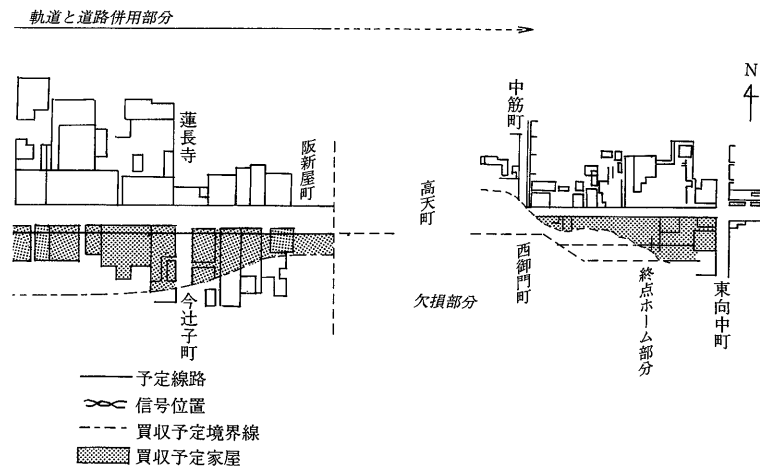 軌道と道路併用部分
蓮長寺
阪新屋町
高天町
中筋町
N
今辻子町
欠損部分
西御門町
終点ホーム部分
東向中町
予定線路
信号位置
買収予定境界線
買収予定家屋